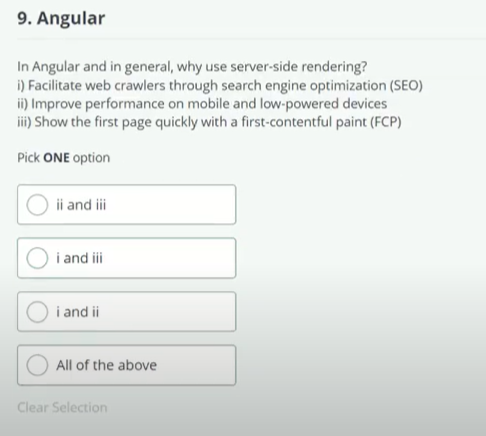 9. Angular
In Angular and in general, why use server-side rendering?
i) Facilitate web crawlers through search engine optimization (SEO)
ii) Improve performance on mobile and low-powered devices
iii) Show the first page quickly with a first-contentful paint (FCP)
Pick ONE option
ii and iii
i and iii
i and ii
All of the above
Clear Selection